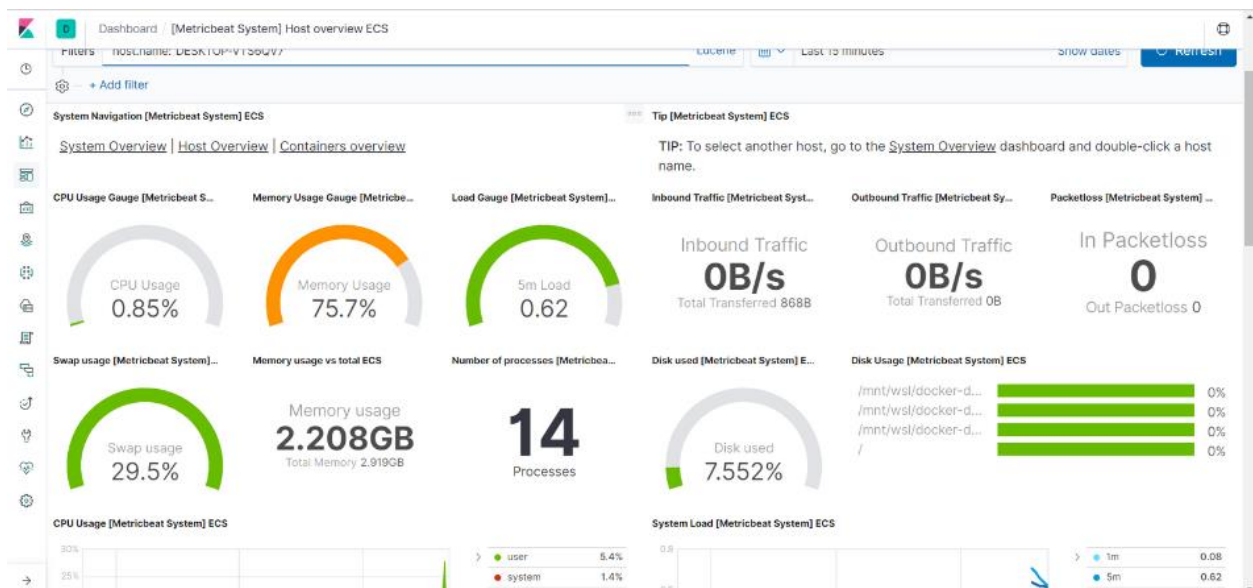 D Dashboard / [Metricbeat System] Host overview ECS
Filters host.name: DESKTOP-VTS6QV7 Lucene Last 15 minutes Show dates Refresh
+ Add filter
System Navigation [Metricbeat System] ECS
System Overview | Host Overview | Containers overview
Tip [Metricbeat System] ECS
TIP: To select another host, go to the System Overview dashboard and double-click a host
name.
CPU Usage Gauge [Metricbeat S...
CPU Usage
0.85%
Memory Usage Gauge [Metricbe...
Memory Usage
75.7%
Load Gauge [Metricbeat System]...
5m Load
0.62
Inbound Traffic [Metricbeat Syst...
Inbound Traffic
0B/s
Total Transferred 868B
Outbound Traffic [Metricbeat Sy...
Outbound Traffic
0B/s
Total Transferred 0B
Packetloss [Metricbeat System] ...
In Packetloss
0
Out Packetloss 0
Swap usage [Metricbeat System]...
Swap usage
29.5%
Memory usage vs total ECS
Memory usage
2.208GB
Total Memory 2.919GB
Number of processes [Metricbea...
14
Processes
Disk used [Metricbeat System] E...
Disk used
7.552%
Disk Usage [Metricbeat System] ECS
/mnt/wsl/docker-d... 0%
/mnt/wsl/docker-d... 0%
/mnt/wsl/docker-d... 0%
/ 0%
CPU Usage [Metricbeat System] ECS
30%
25%
user 5.4%
system 1.4%
System Load [Metricbeat System] ECS
0.8
1m 0.08
5m 0.62